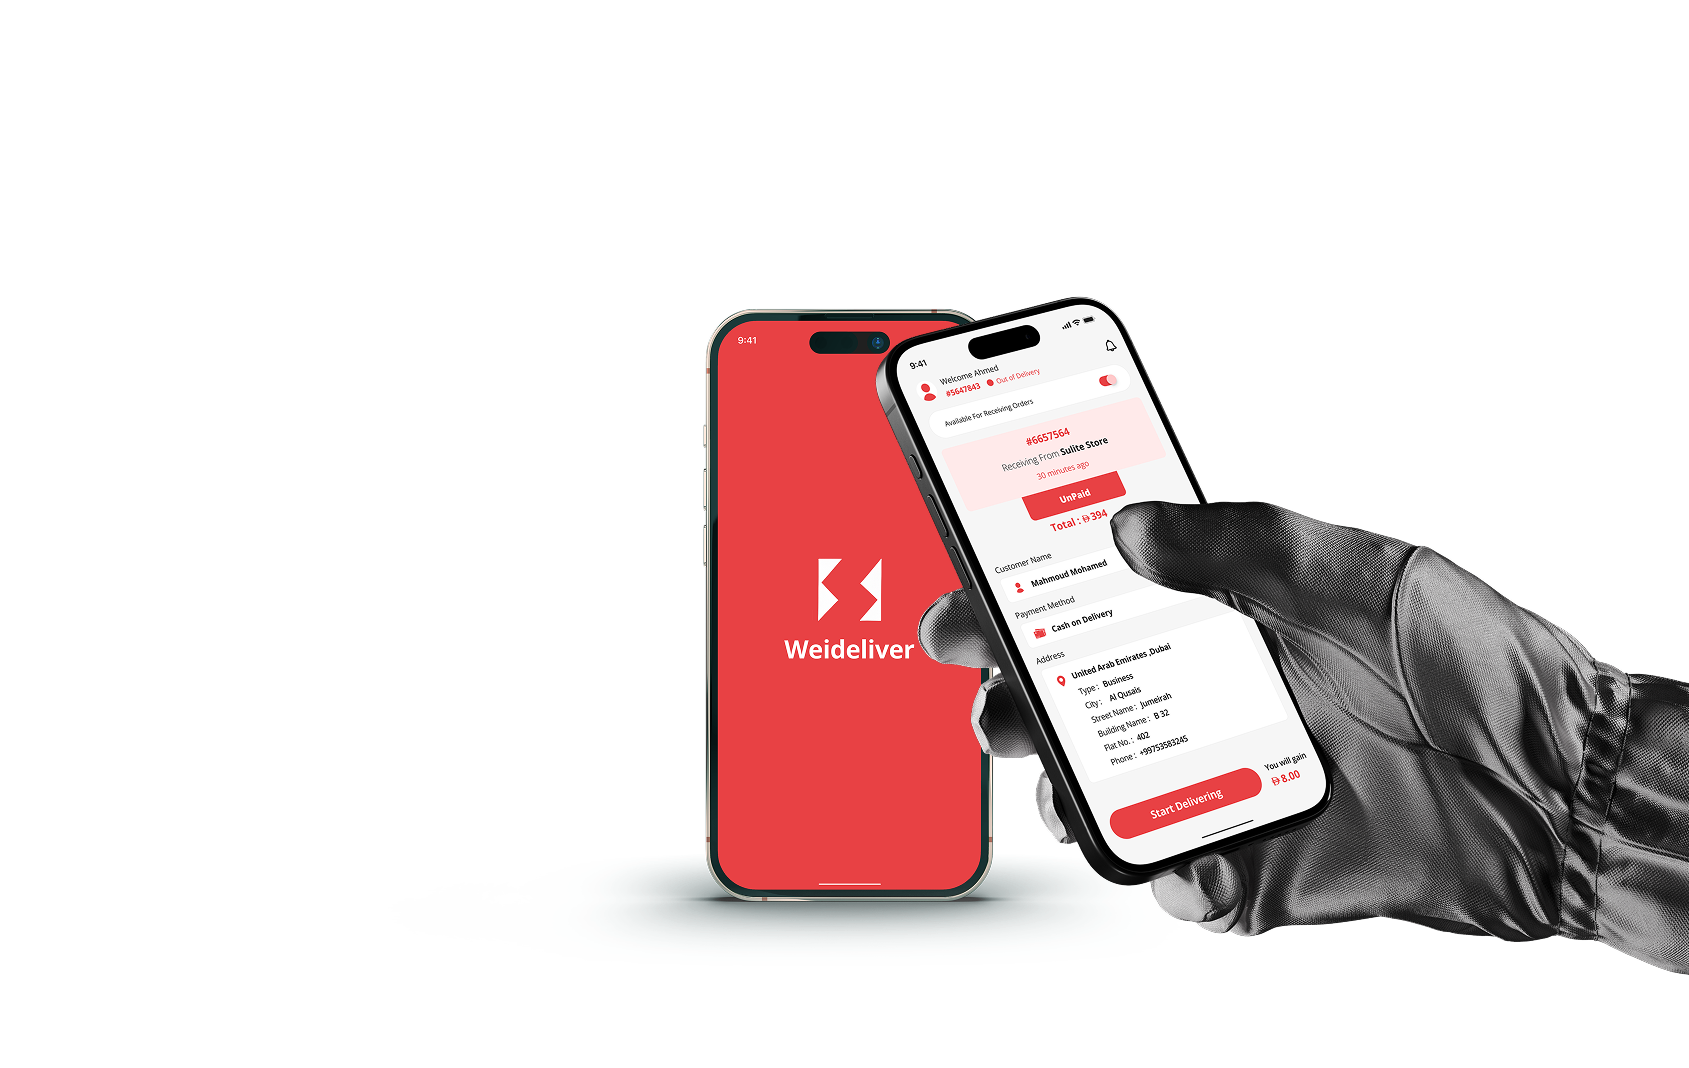 9:41
Weideliver
9:41
Welcome Ahmed
#5647843 Out of Delivery
Available For Receiving Orders
#6657564
Receiving From Sulite Store
30 minutes ago
UnPaid
Total : 394
Customer Name
Mahmoud Mohamed
Payment Method
Cash on Delivery
Address
United Arab Emirates ,Dubai
Type : Business
City : Al Qusais
Street Name : Jumeirah
Building Name : B 32
Flat No. : 402
Phone : +99753583245
Start Delivering
You will gain
8.00